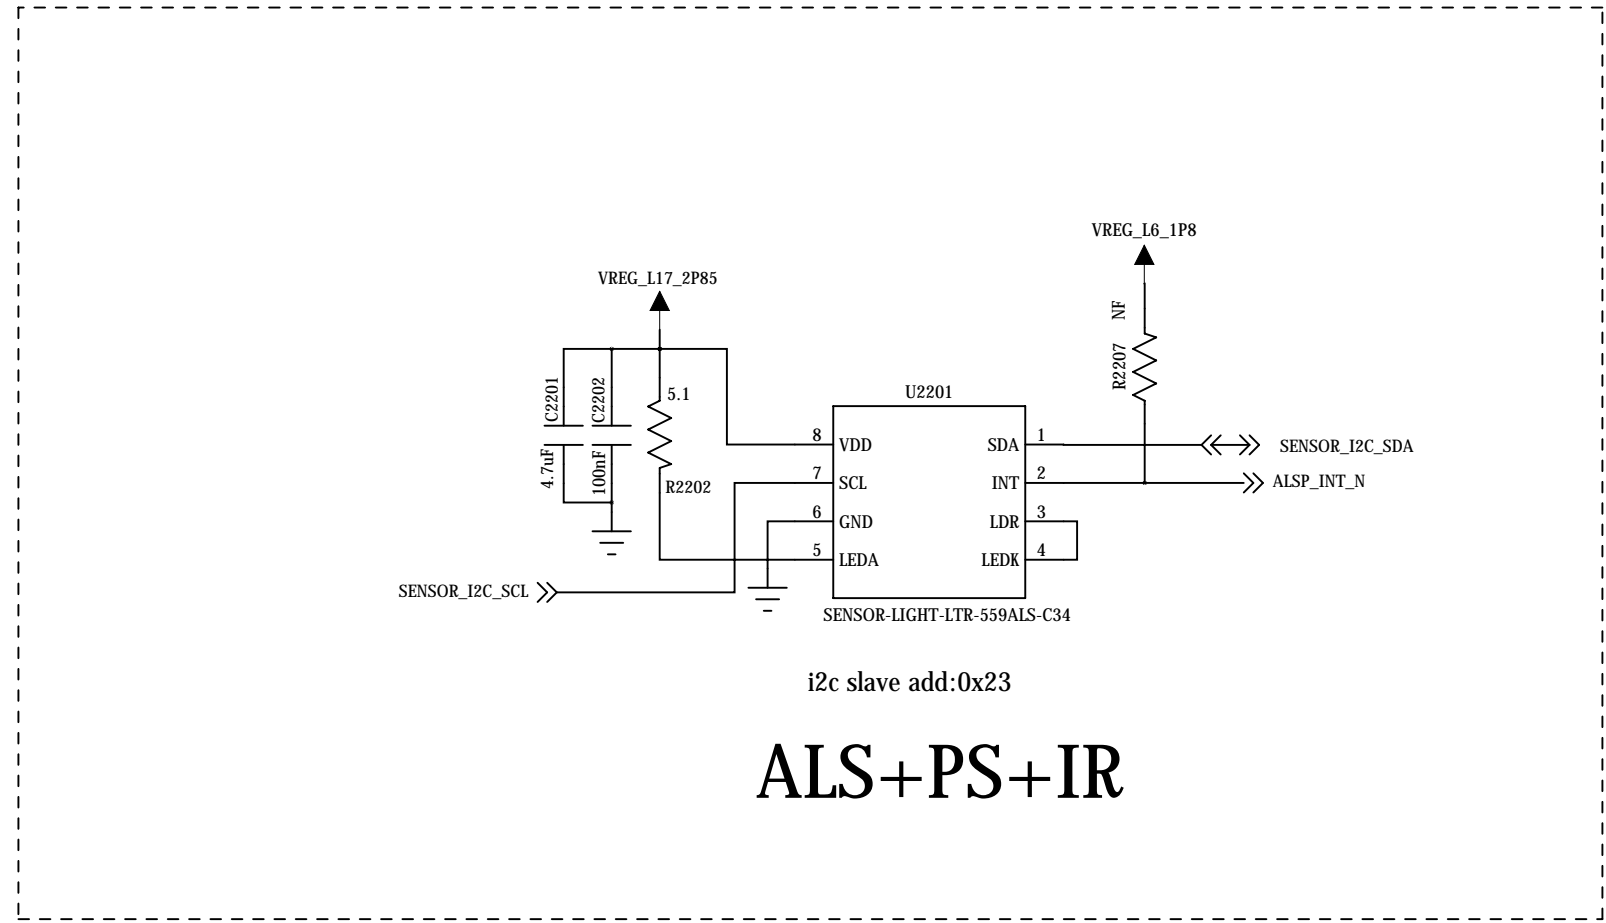 VREG_L6_1P8
VREG_L17_2P85
NF
R2207
C2201
C2202
5.1
U2201
4.7uF
100nF
R2202
8 VDD
SDA 1
SENSOR_I2C_SDA
7 SCL
INT 2
ALSP_INT_N
6 GND
LDR 3
5 LEDA
LEDK 4
SENSOR_I2C_SCL
SENSOR-LIGHT-LTR-559ALS-C34
i2c slave add:0x23
ALS+PS+IR